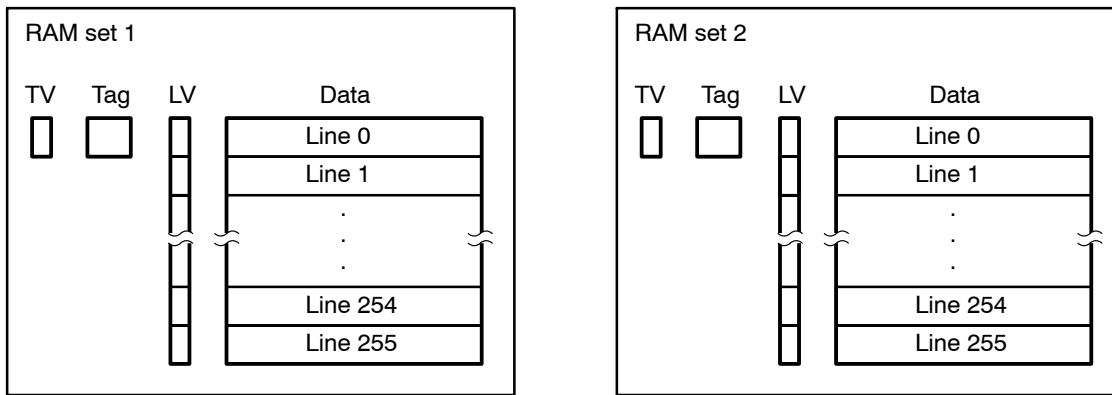 RAM set 1
TV Tag LV Data
Line 0
Line 1
.
.
.
Line 254
Line 255
RAM set 2
TV Tag LV Data
Line 0
Line 1
.
.
.
Line 254
Line 255